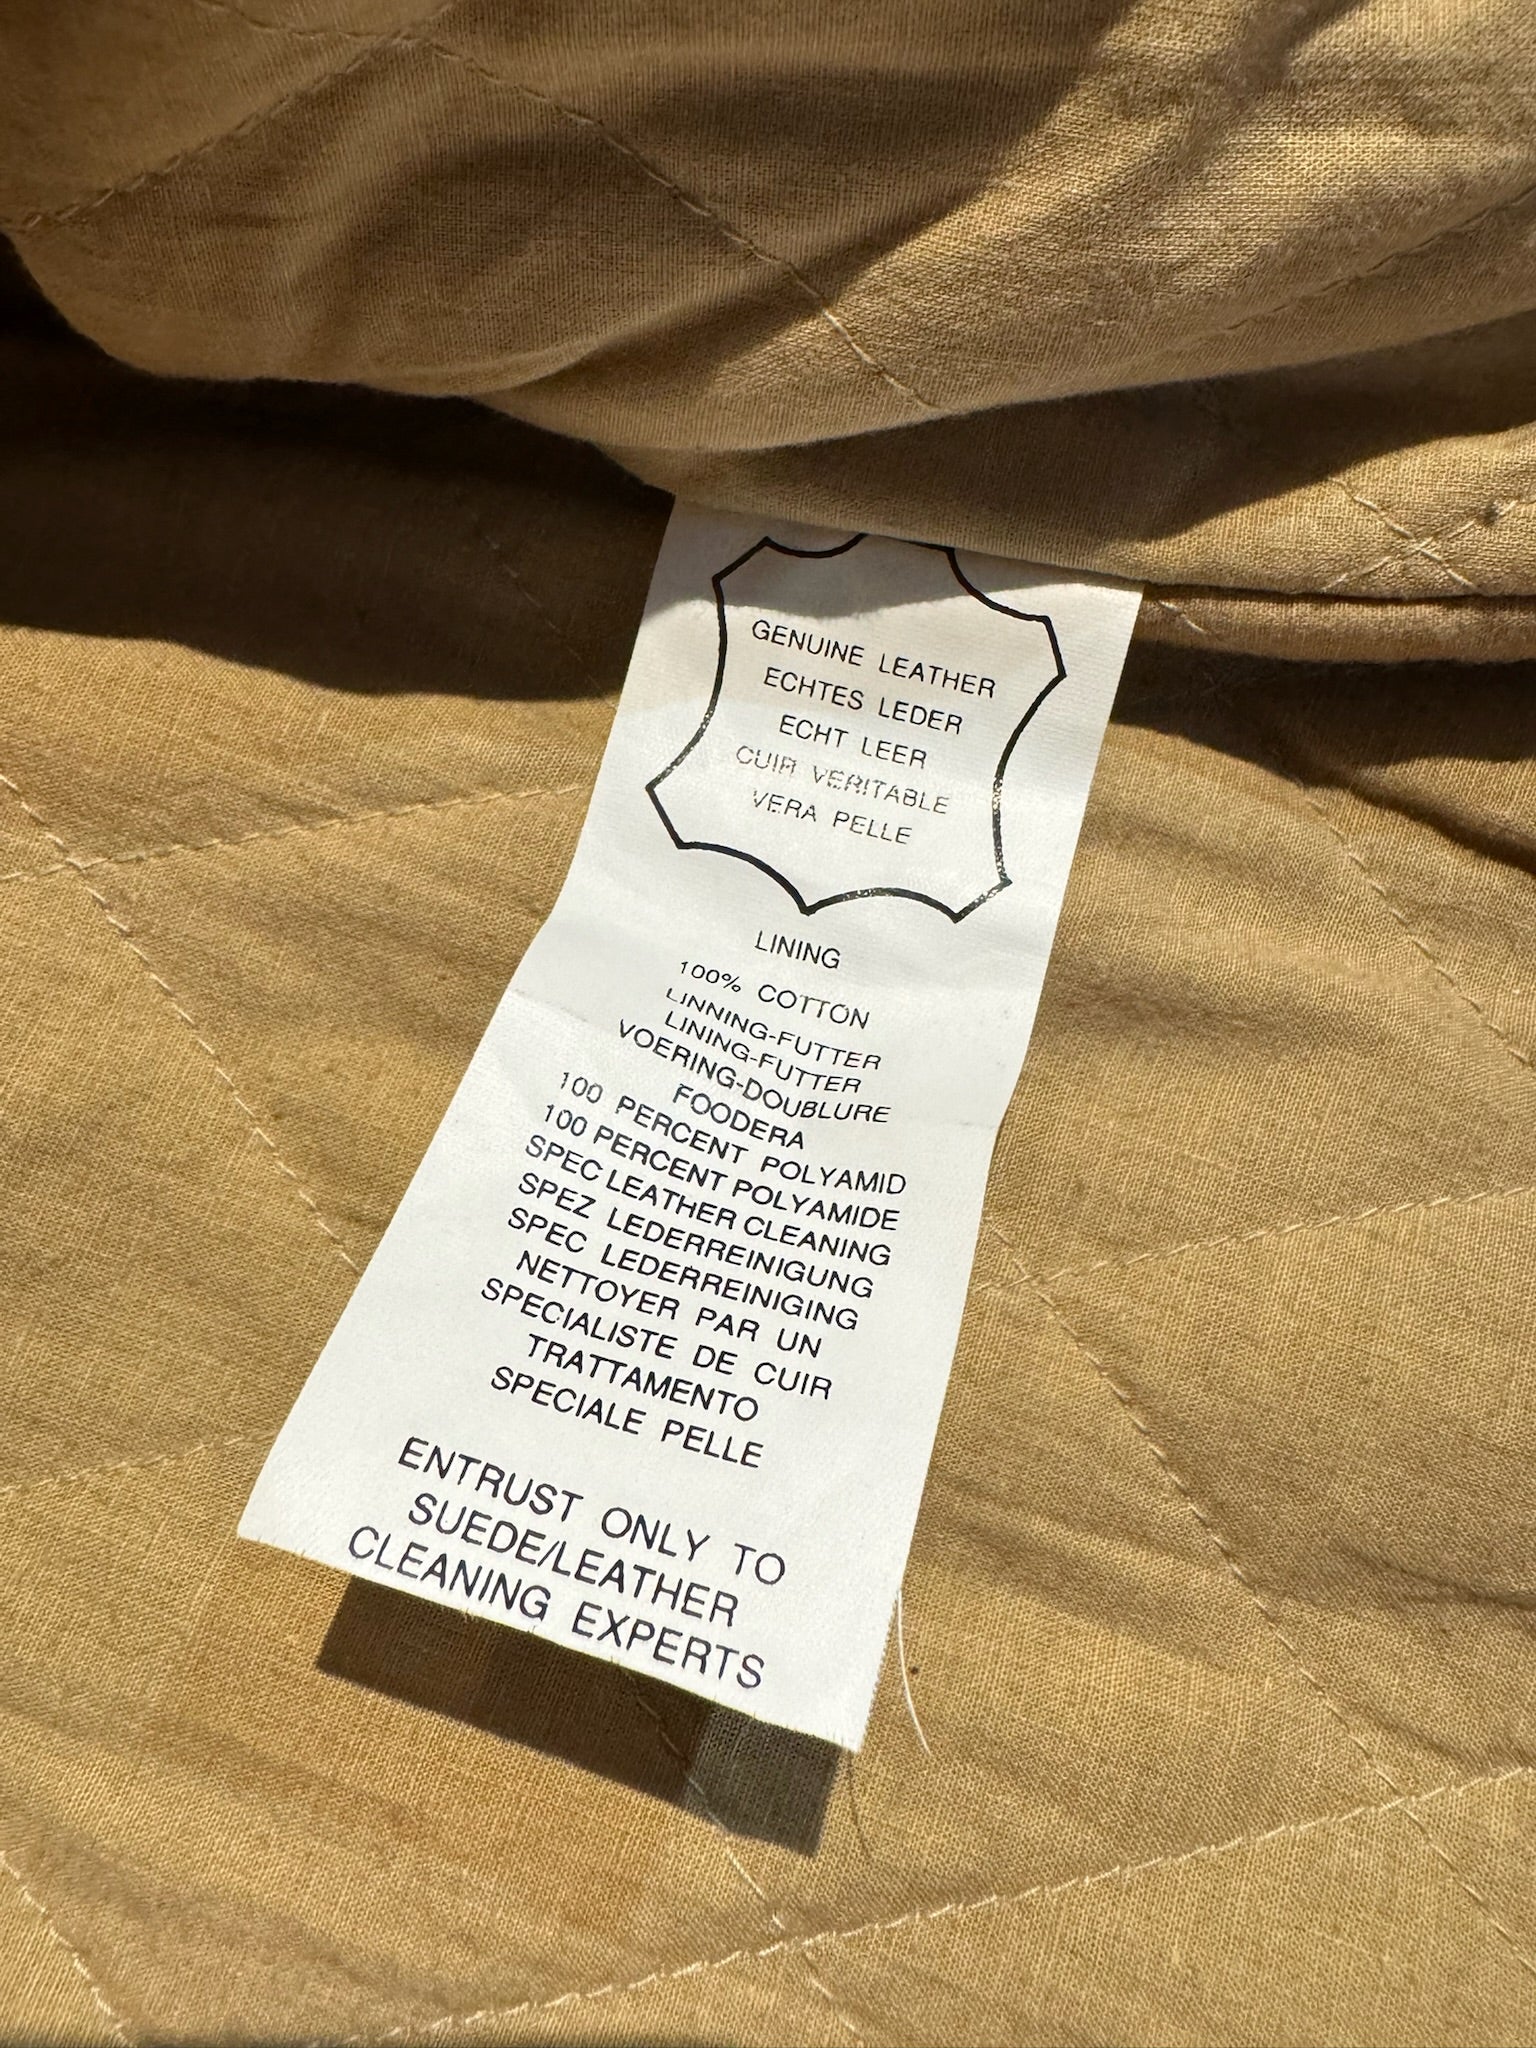 GENUINE LEATHER
ECHTES LEDER
ECHT LEER
CUIR VERITABLE
VERA PELLE
LINING
100% COTTON
LINNING-FUTTER
LINING-FUTTER
VOERING-DOUBLURE
FOODERA
100 PERCENT POLYAMID
100 PERCENT POLYAMIDE
SPEC LEATHER CLEANING
SPEZ LEDERREINIGUNG
SPEC LEDERREINIGING
NETTOYER PAR UN
SPECIALISTE DE CUIR
TRATTAMENTO
SPECIALE PELLE
ENTRUST ONLY TO
SUEDE/LEATHER
CLEANING EXPERTS